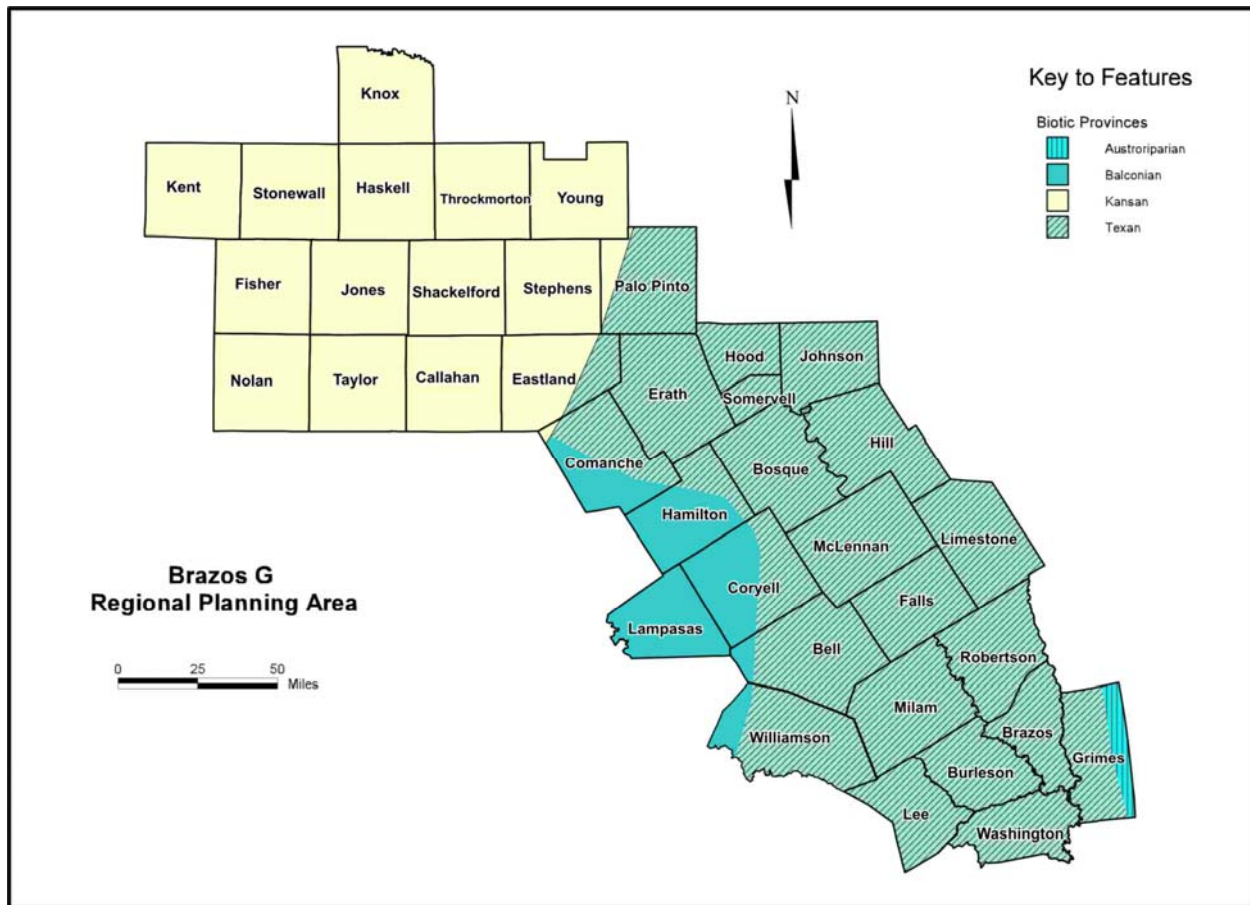 Key to Features
Biotic Provinces
Austroriparian
Balconian
Kansan
Texan
N
Knox
Kent
Stonewall
Haskell
Throckmorton
Young
Fisher
Jones
Shackelford
Stephens
Palo Pinto
Nolan
Taylor
Callahan
Eastland
Erath
Hood
Johnson
Somervell
Hill
Comanche
Bosque
Hamilton
McLennan
Limestone
Coryell
Falls
Lampasas
Bell
Robertson
Milam
Williamson
Brazos
Grimes
Burleson
Lee
Washington
Brazos G
Regional Planning Area
0 25 50
Miles